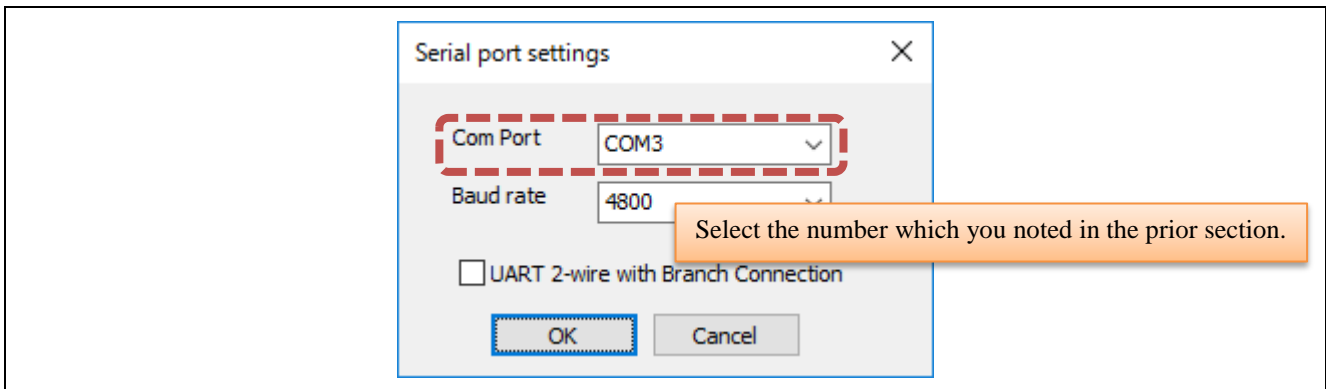 Serial port settings
Com Port
COM3
Baud rate
4800
Select the number which you noted in the prior section.
UART 2-wire with Branch Connection
OK
Cancel